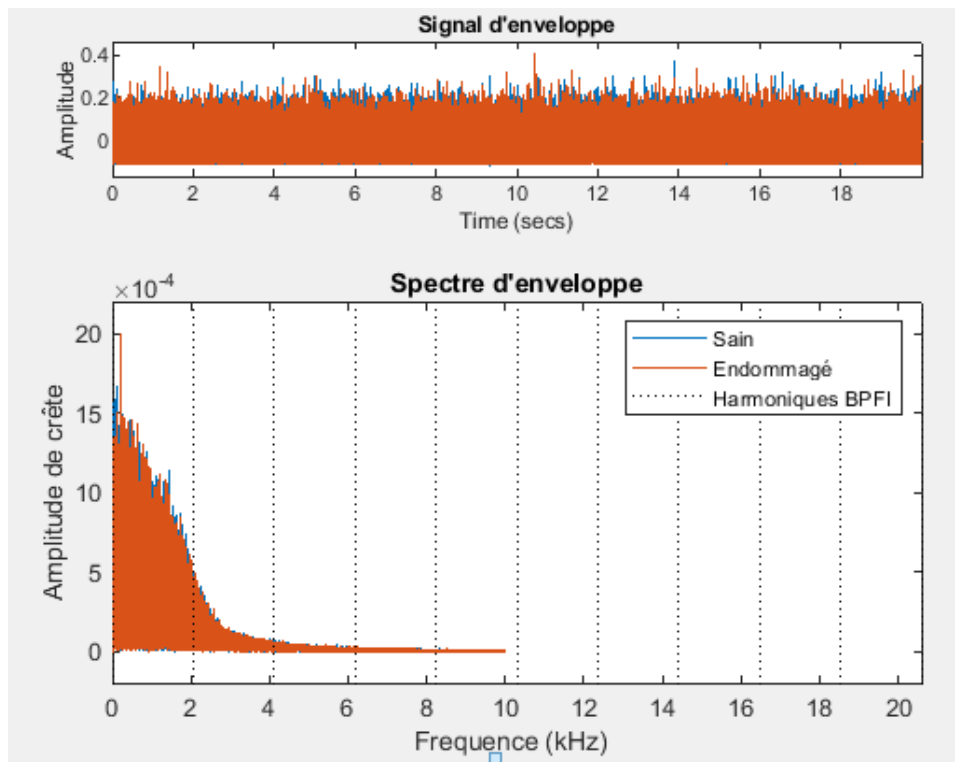 Signal d'enveloppe
0.4
0.2
0
Amplitude
0 2 4 6 8 10 12 14 16 18
Time (secs)
×10-4
Spectre d'enveloppe
20
15
10
5
0
Amplitude de crête
Sain
Endommagé
Harmoniques BPFI
0 2 4 6 8 10 12 14 16 18 20
Frequence (kHz)